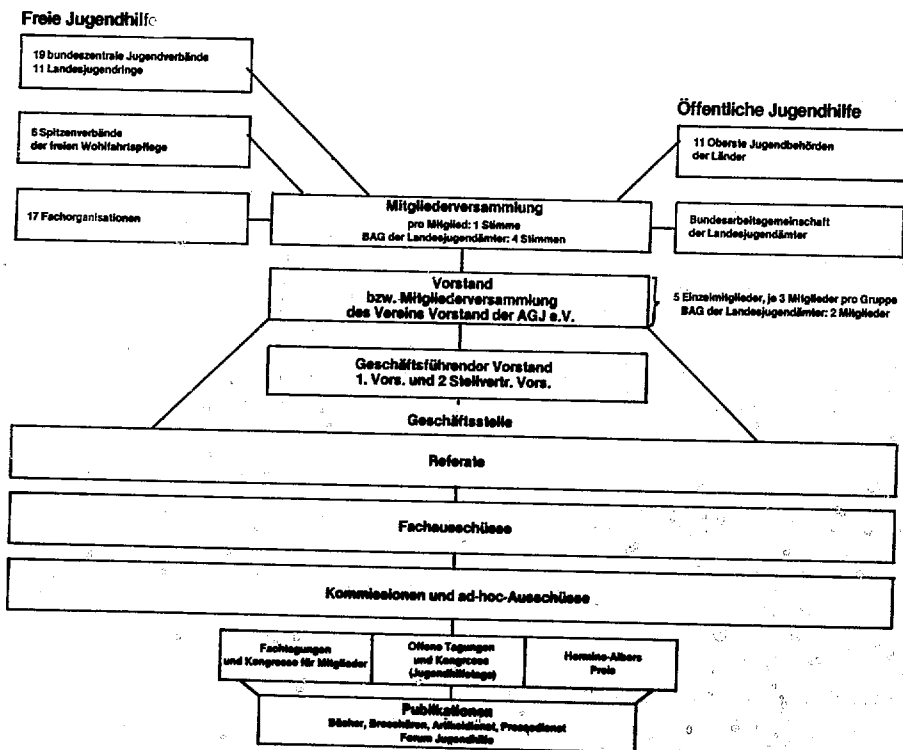 Freie Jugendhilfe
19 bundeszentrale Jugendverbände
11 Landesjugendringe
6 Spitzenverbände
der freien Wohlfahrtspflege
17 Fachorganisationen
Öffentliche Jugendhilfe
11 Oberste Jugendbehörden
der Länder
Bundesarbeitsgemeinschaft
der Landesjugendämter
Mitgliederversammlung
pro Mitglied: 1 Stimme
BAG der Landesjugendämter: 4 Stimmen
Vorstand
bzw. Mitgliederversammlung
des Vereins Vorstand der AGJ e.V.
5 Einzelmitglieder, je 3 Mitglieder pro Gruppe
BAG der Landesjugendämter: 2 Mitglieder
Geschäftsführender Vorstand
1. Vors. und 2 Stellvertr. Vors.
Geschäftsstelle
Referate
Fachausschüsse
Kommissionen und ad-hoc-Ausschüsse
Fachtagungen
und Kongresse für Mitglieder
Offene Tagungen
und Kongresse
(Jugendhilfetage)
Hermine-Albers
Preis
Publikationen
Bücher, Broschüren, Artikeldienst, Pressedienst
Forum Jugendhilfe